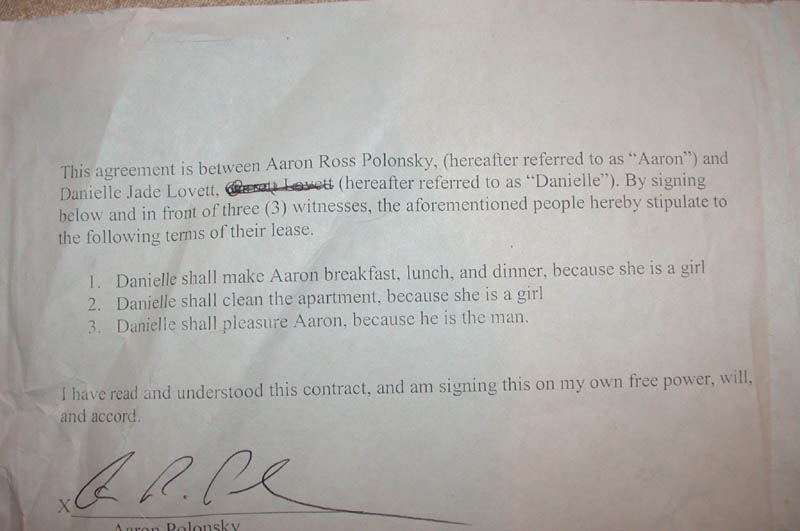 This agreement is between Aaron Ross Polonsky, (hereafter referred to as “Aaron”) and
Danielle Jade Lovett, Lovett (hereafter referred to as “Danielle”). By signing
below and in front of three (3) witnesses, the aforementioned people hereby stipulate to
the following terms of their lease.
1. Danielle shall make Aaron breakfast, lunch, and dinner, because she is a girl
2. Danielle shall clean the apartment, because she is a girl
3. Danielle shall pleasure Aaron, because he is the man.
I have read and understood this contract, and am signing this on my own free power, will,
and accord.
X
Aaron Polonsky